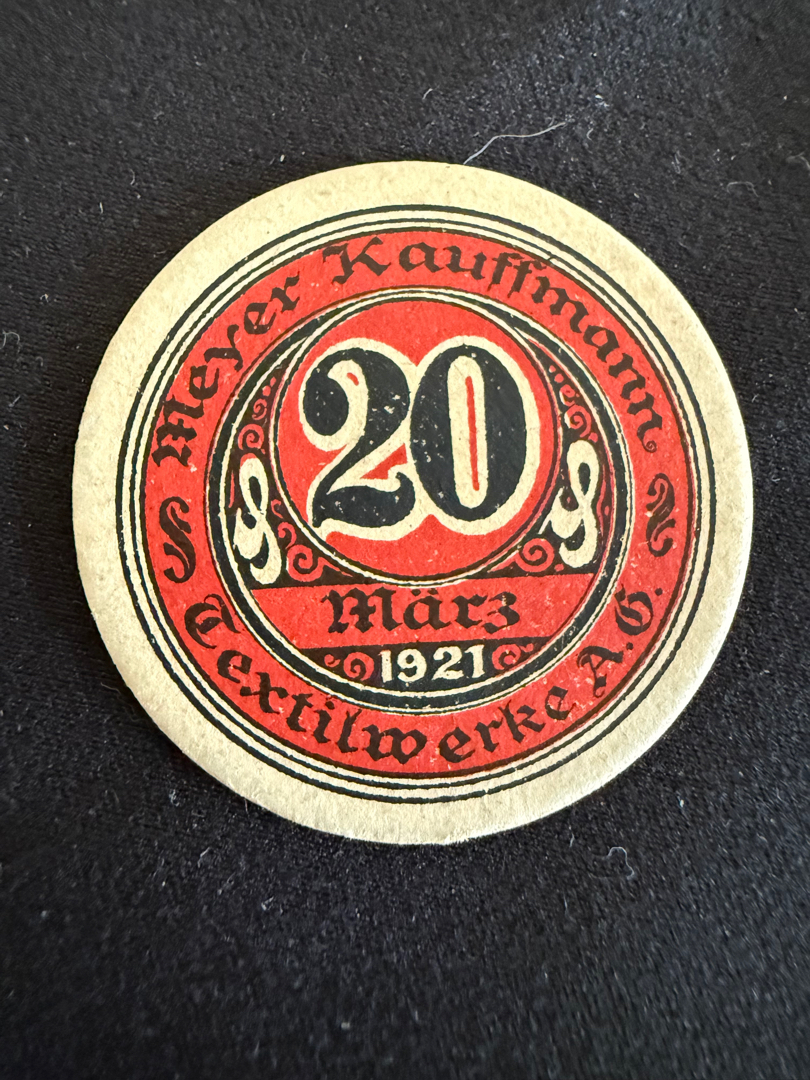 Meyer Kauffmann
Textilwerke A.G.
20
März
1921